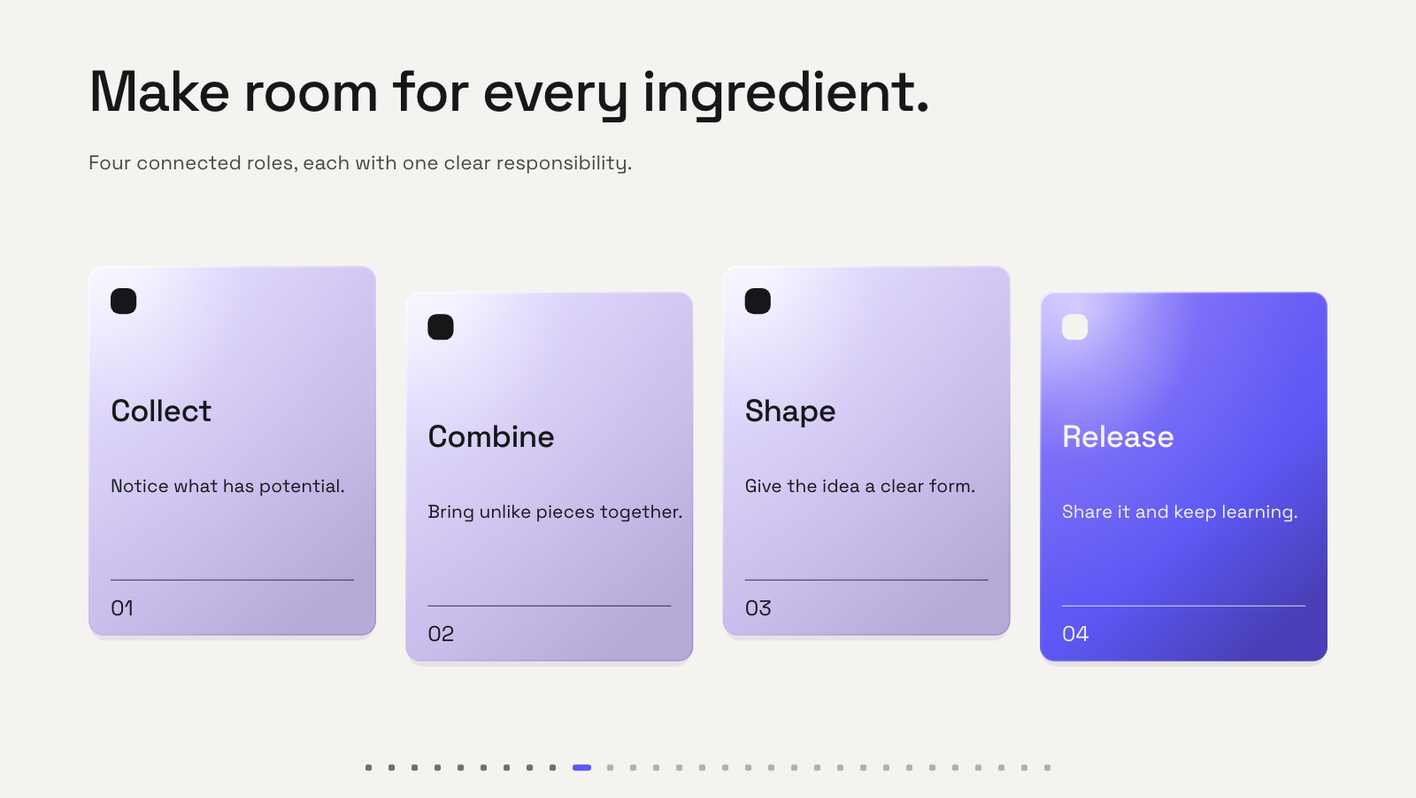 Make room for every ingredient.
Four connected roles, each with one clear responsibility.
Collect
Notice what has potential.
01
Combine
Bring unlike pieces together.
02
Shape
Give the idea a clear form.
03
Release
Share it and keep learning.
04